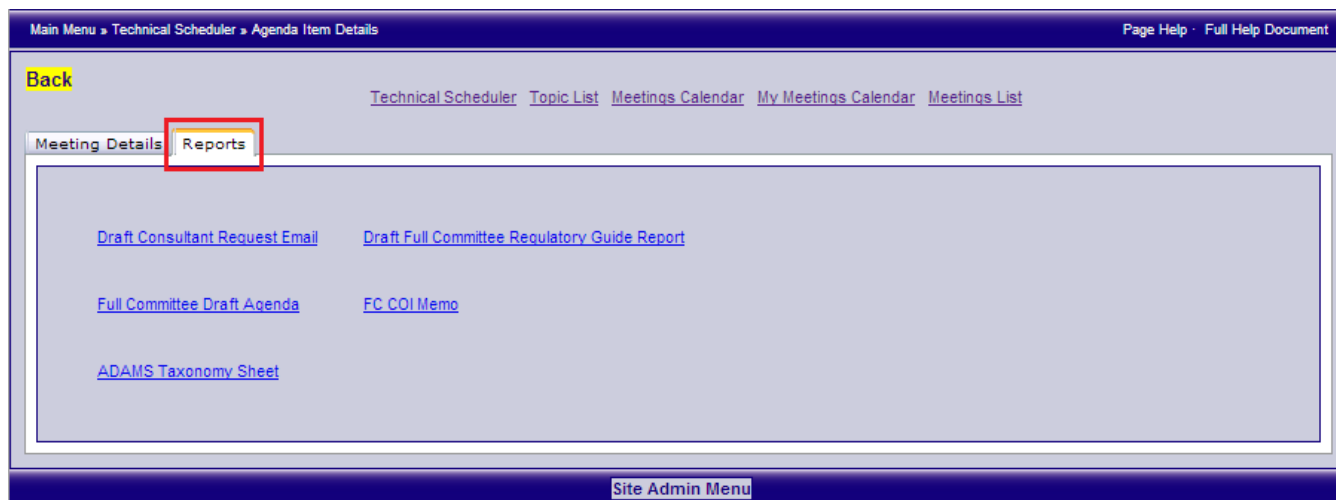 Main Menu » Technical Scheduler » Agenda Item Details Page Help · Full Help Document
Back
Technical Scheduler Topic List Meetings Calendar My Meetings Calendar Meetings List
Meeting Details Reports
Draft Consultant Request Email Draft Full Committee Regulatory Guide Report
Full Committee Draft Agenda FC COI Memo
ADAMS Taxonomy Sheet
Site Admin Menu